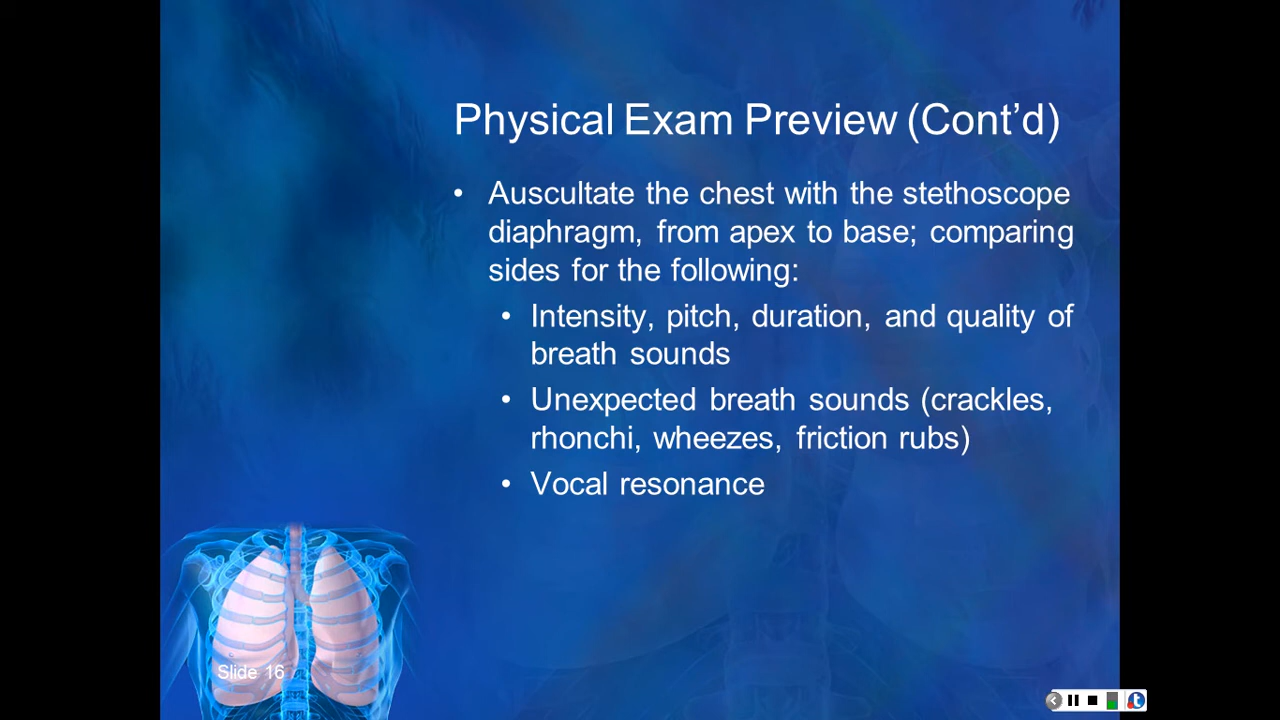 Physical Exam Preview (Cont’d)
• Auscultate the chest with the stethoscope
diaphragm, from apex to base; comparing
sides for the following:
• Intensity, pitch, duration, and quality of
breath sounds
• Unexpected breath sounds (crackles,
rhonchi, wheezes, friction rubs)
• Vocal resonance
Slide 16
t